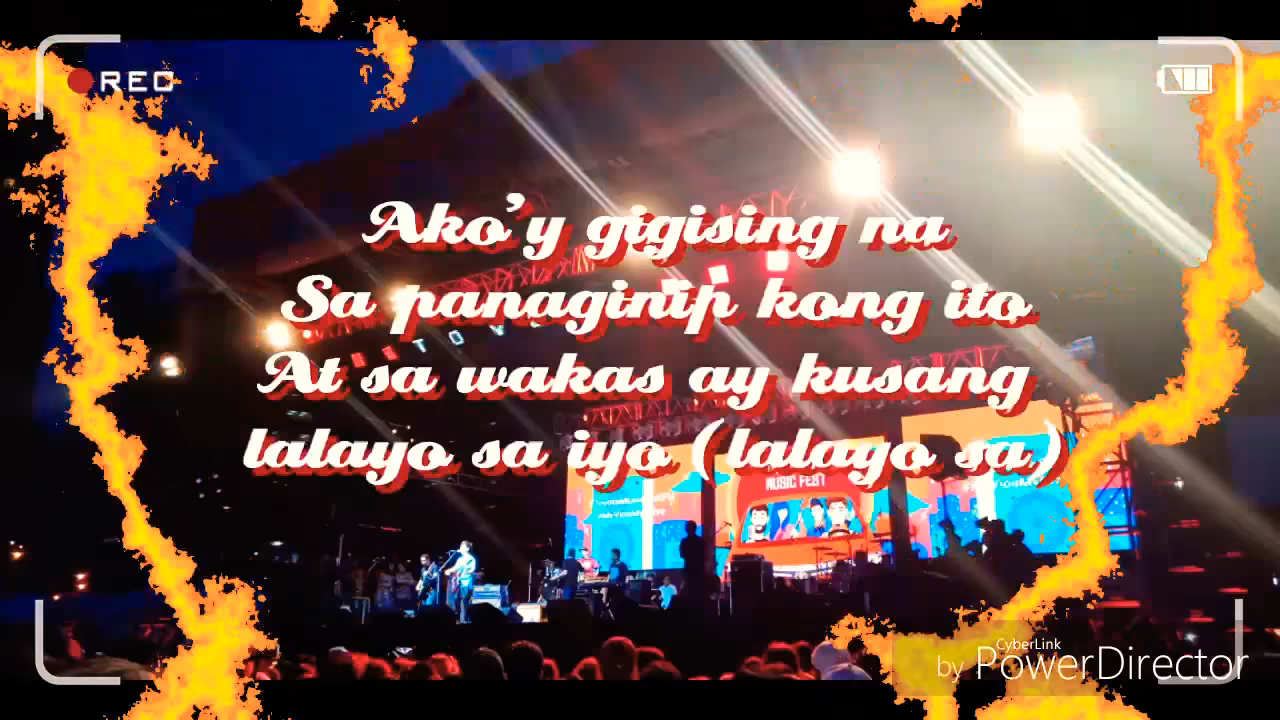 REC
Ako'y gigising na
Sa panaginip kong ito
At sa wakas ay kusang
lalayo sa iyo (lalayo sa)
MUSIC FEST
CyberLink
by PowerDirector